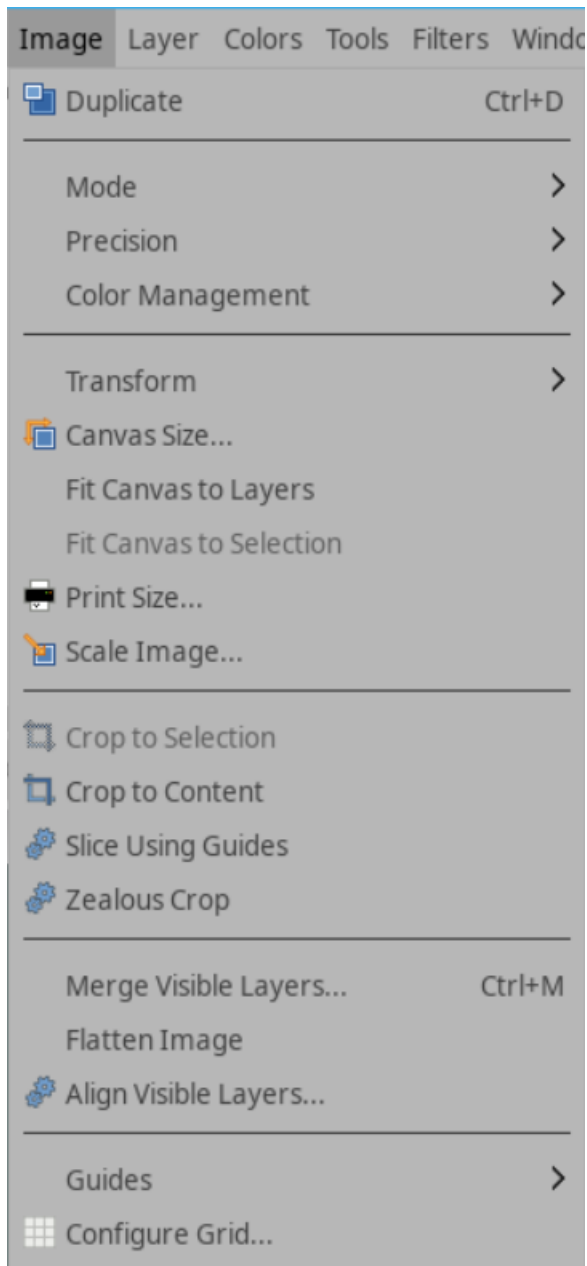 Image Layer Colors Tools Filters Windo
Duplicate Ctrl+D
Mode
Precision
Color Management
Transform
Canvas Size...
Fit Canvas to Layers
Fit Canvas to Selection
Print Size...
Scale Image...
Crop to Selection
Crop to Content
Slice Using Guides
Zealous Crop
Merge Visible Layers... Ctrl+M
Flatten Image
Align Visible Layers...
Guides
Configure Grid...